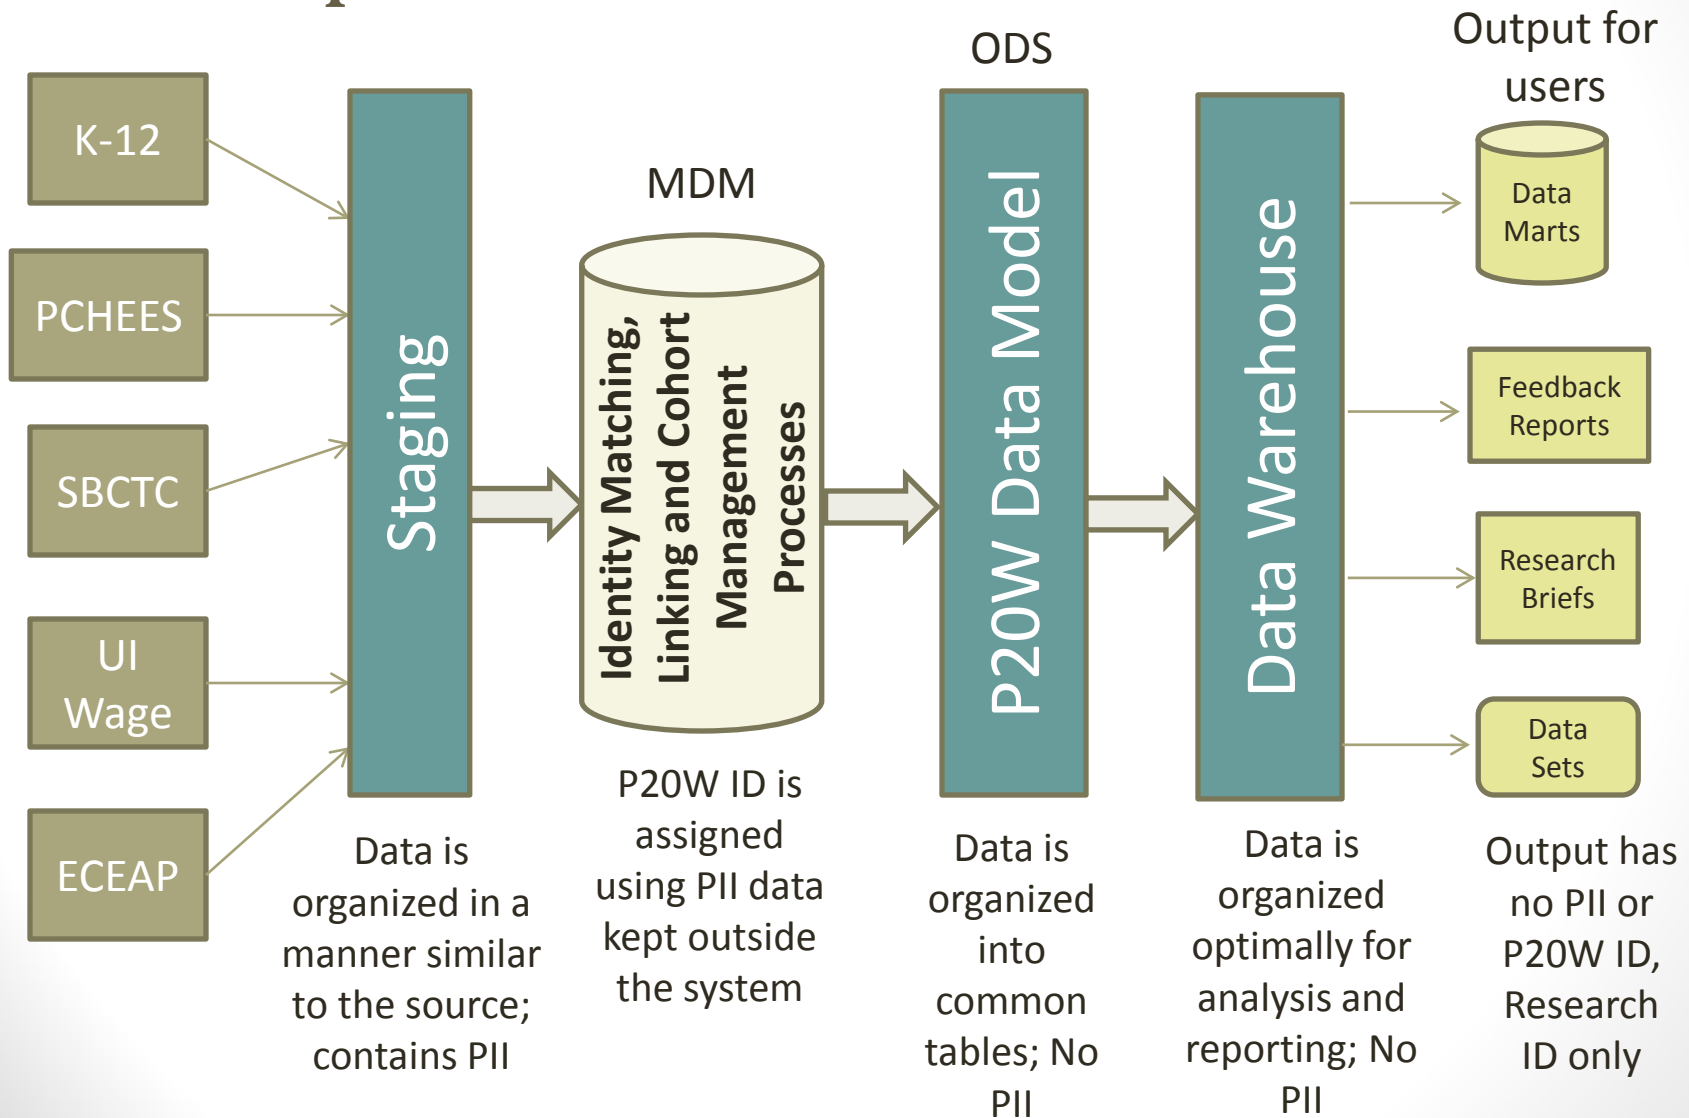 K-12
PCHEES
SBCTC
UI
Wage
ECEAP
Staging
Data is
organized in a
manner similar
to the source;
contains PII
MDM
Identity Matching,
Linking and Cohort
Management
Processes
P20W ID is
assigned
using PII data
kept outside
the system
ODS
P20W Data Model
Data is
organized
into
common
tables; No
PII
Data Warehouse
Data is
organized
optimally for
analysis and
reporting; No
PII
Output for
users
Data
Marts
Feedback
Reports
Research
Briefs
Data
Sets
Output has
no PII or
P20W ID,
Research
ID only